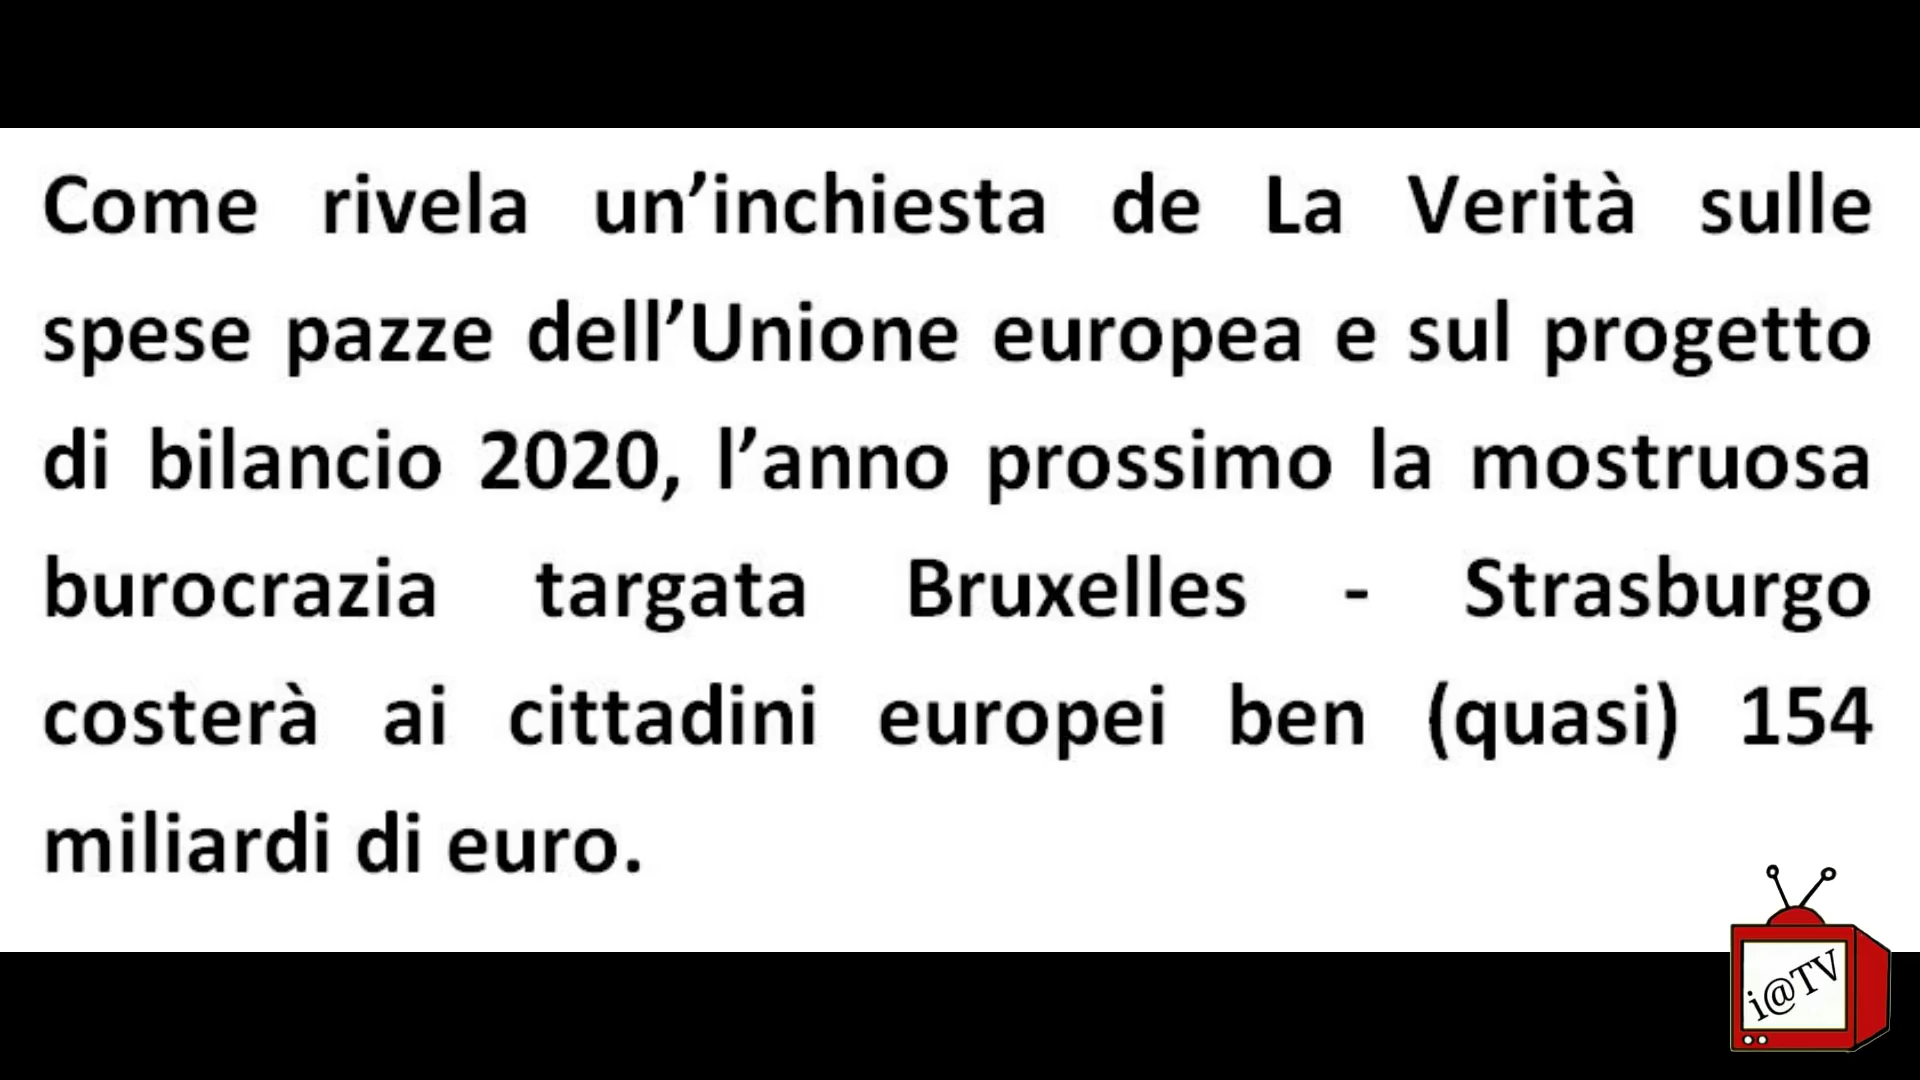 Come rivela un’inchiesta de La Verità sulle
spese pazze dell’Unione europea e sul progetto
di bilancio 2020, l’anno prossimo la mostruosa
burocrazia targata Bruxelles - Strasburgo
costerà ai cittadini europei ben (quasi) 154
miliardi di euro.
i@TV